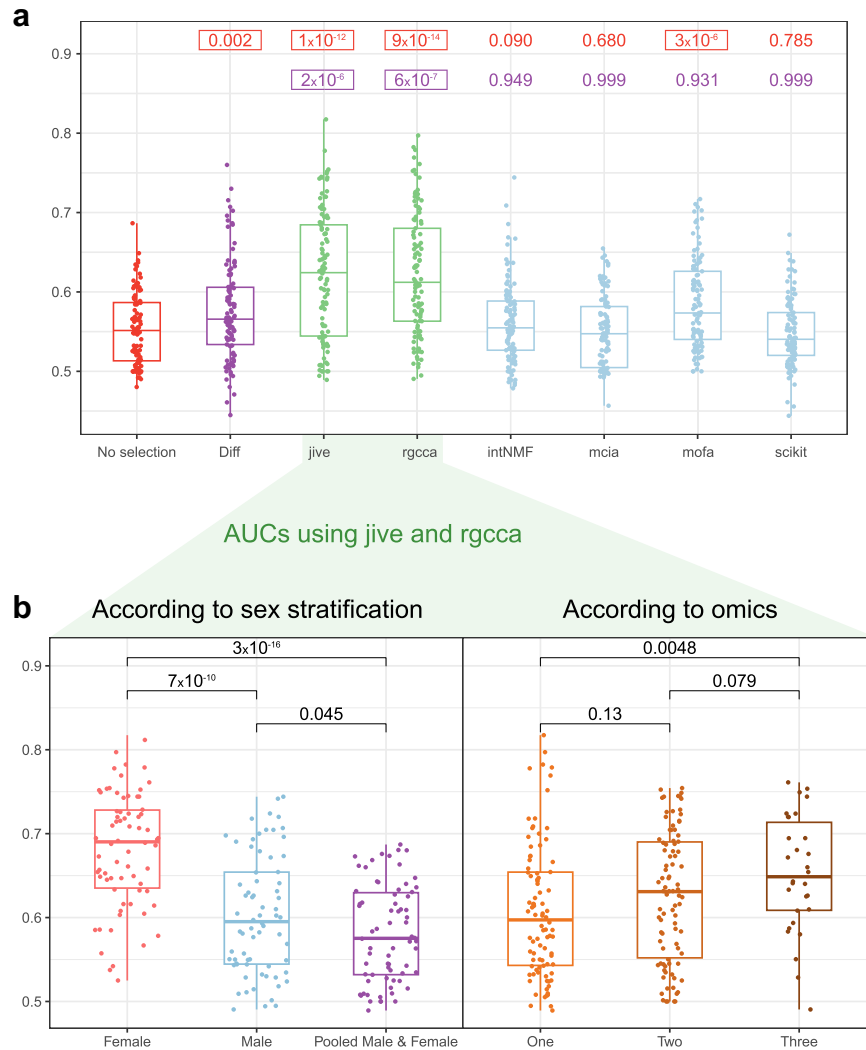 a
0.9
0.8
0.7
0.6
0.5
0.002 1x10⁻¹² 9x10⁻¹⁴ 0.090 0.680 3x10⁻⁶ 0.785
2x10⁻⁶ 6x10⁻⁷ 0.949 0.999 0.931 0.999
No selection Diff jive rgcca intNMF mcia mofa scikit
AUCs using jive and rgcca
b
According to sex stratification According to omics
0.9
0.8
0.7
0.6
0.5
3x10⁻¹⁶ 0.0048
7x10⁻¹⁰ 0.079
0.045 0.13
Female Male Pooled Male & Female One Two Three